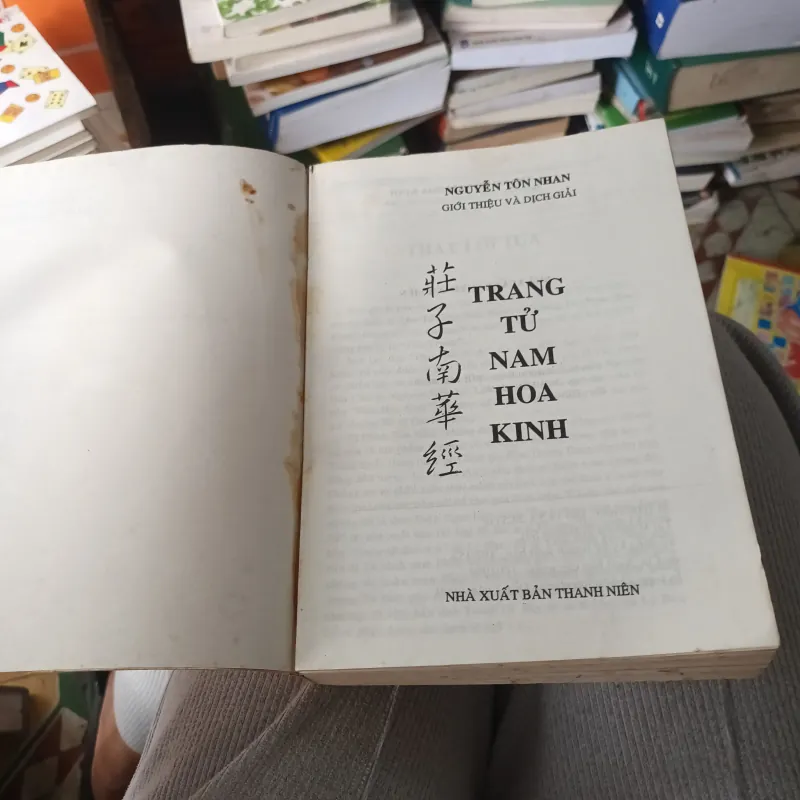 NGUYỄN TÔN NHAN
GIỚI THIỆU VÀ DỊCH GIẢI
莊子南華經
TRANG
TỬ
NAM
HOA
KINH
NHÀ XUẤT BẢN THANH NIÊN